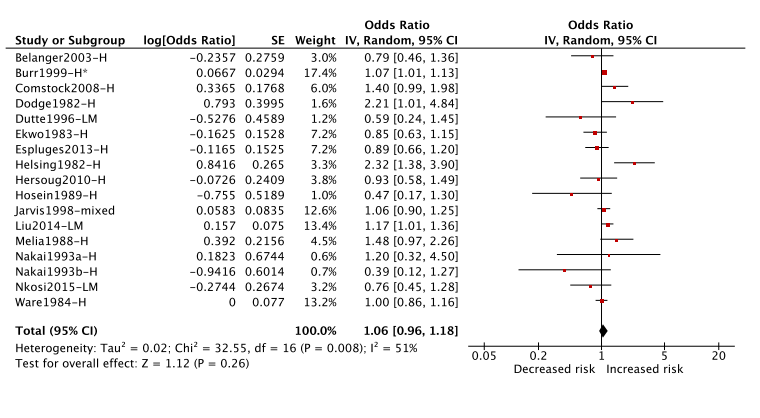 Odds Ratio Odds Ratio
Study or Subgroup log[Odds Ratio] SE Weight IV, Random, 95% CI IV, Random, 95% CI
Belanger2003-H −0.2357 0.2759 3.0% 0.79 [0.46, 1.36]
Burr1999-H* 0.0667 0.0294 17.4% 1.07 [1.01, 1.13]
Comstock2008-H 0.3365 0.1768 6.0% 1.40 [0.99, 1.98]
Dodge1982-H 0.793 0.3995 1.6% 2.21 [1.01, 4.84]
Dutte1996-LM −0.5276 0.4589 1.2% 0.59 [0.24, 1.45]
Ekwo1983-H −0.1625 0.1528 7.2% 0.85 [0.63, 1.15]
Espluges2013-H −0.1165 0.1525 7.2% 0.89 [0.66, 1.20]
Helsing1982-H 0.8416 0.265 3.3% 2.32 [1.38, 3.90]
Hersoug2010-H −0.0726 0.2409 3.8% 0.93 [0.58, 1.49]
Hosein1989-H −0.755 0.5189 1.0% 0.47 [0.17, 1.30]
Jarvis1998-mixed 0.0583 0.0835 12.6% 1.06 [0.90, 1.25]
Liu2014-LM 0.157 0.075 13.4% 1.17 [1.01, 1.36]
Melia1988-H 0.392 0.2156 4.5% 1.48 [0.97, 2.26]
Nakai1993a-H 0.1823 0.6744 0.6% 1.20 [0.32, 4.50]
Nakai1993b-H −0.9416 0.6014 0.7% 0.39 [0.12, 1.27]
Nkosi2015-LM −0.2744 0.2674 3.2% 0.76 [0.45, 1.28]
Ware1984-H 0 0.077 13.2% 1.00 [0.86, 1.16]
Total (95% CI) 100.0% 1.06 [0.96, 1.18]
Heterogeneity: Tau² = 0.02; Chi² = 32.55, df = 16 (P = 0.008); I² = 51%
Test for overall effect: Z = 1.12 (P = 0.26)
0.05 0.2 1 5 20
Decreased risk Increased risk